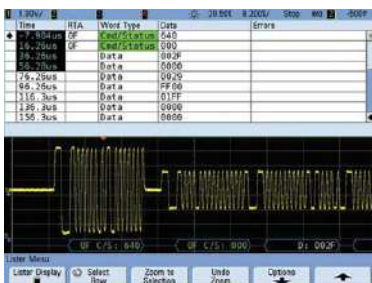 Time RTA Word Type Data Errors
-7.984us 0F Cmd/Status 640
16.26us 0F Cmd/Status 000
36.26us Data 002F
56.26us Data 0000
76.26us Data 0029
96.26us Data FF00
116.3us Data 01FF
136.3us Data 0000
156.3us Data 0000
0F C/S: 640 0F C/S: 000 D: 002F
Lister Menu
Lister Display Select Row Zoom to Selection Undo Zoom Options